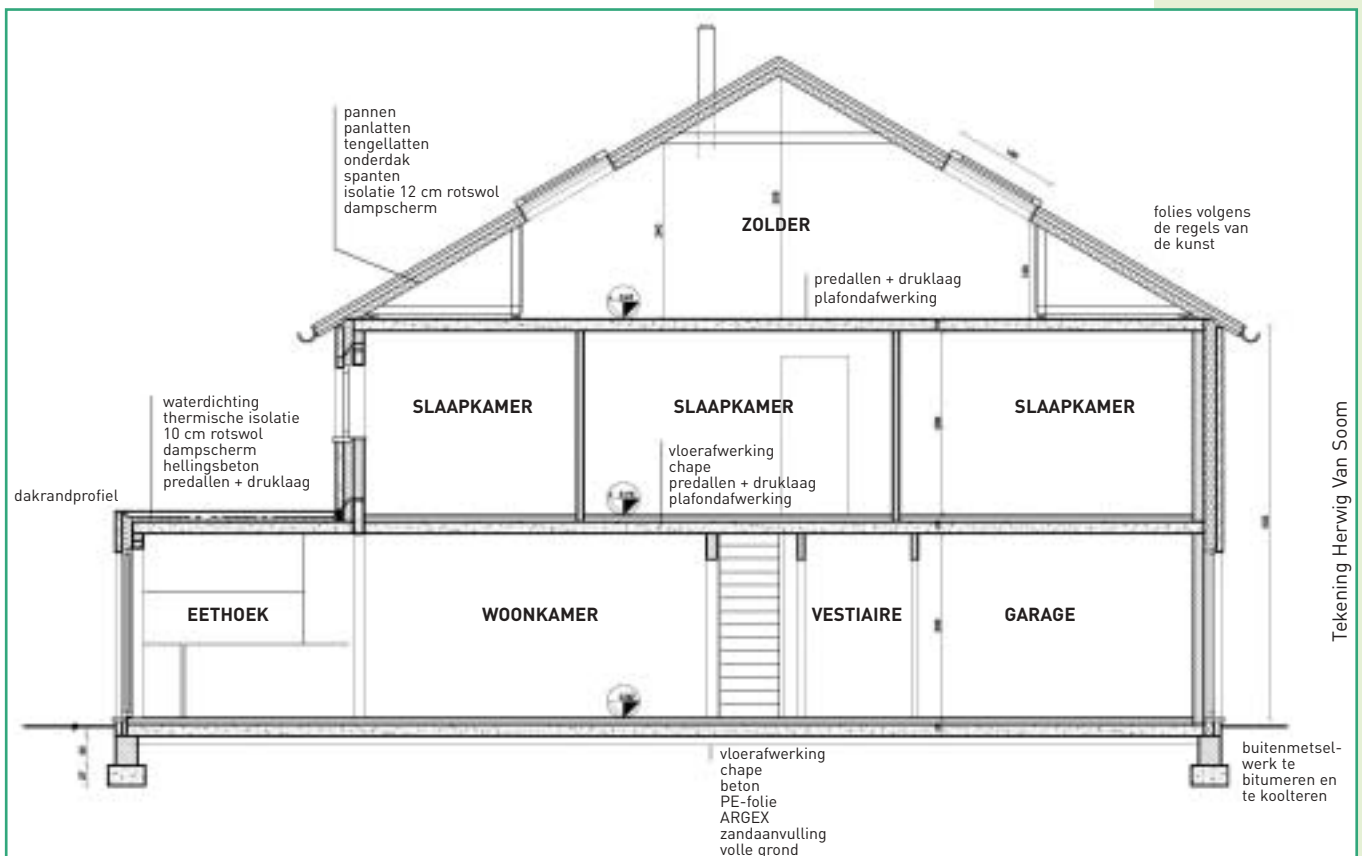 pannen
panlatten
tengellatten
onderdak
spanten
isolatie 12 cm rotswol
dampscherm
ZOLDER
folies volgens
de regels van
de kunst
predallen + druklaag
plafondafwerking
waterdichting
thermische isolatie
10 cm rotswol
dampscherm
hellingsbeton
predallen + druklaag
dakrandprofiel
SLAAPKAMER
SLAAPKAMER
SLAAPKAMER
vloerafwerking
chape
predallen + druklaag
plafondafwerking
EETHOEK
WOONKAMER
VESTIAIRE
GARAGE
vloerafwerking
chape
beton
PE-folie
ARGEX
zandaanvulling
volle grond
buitenmetsel-
werk te
bitumeren en
te koolteren
Tekening Herwig Van Soom